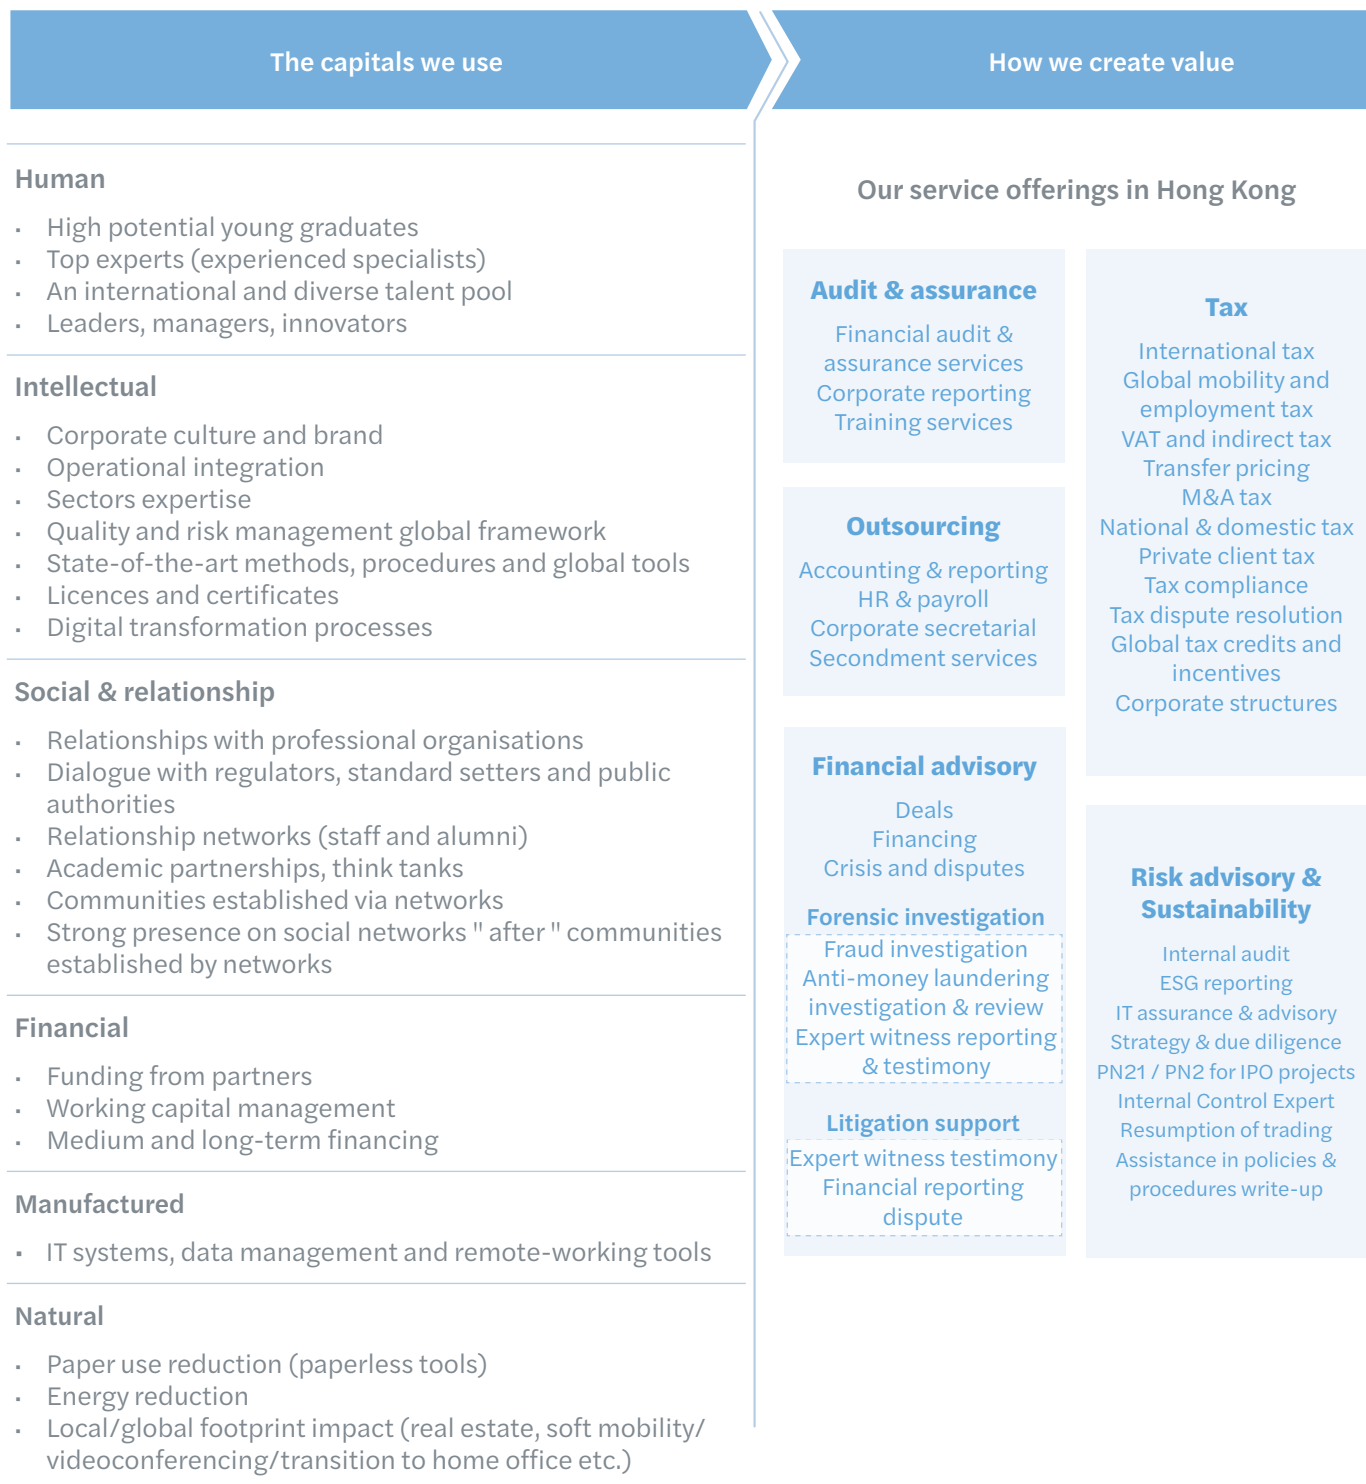 The capitals we use
Human
· High potential young graduates
· Top experts (experienced specialists)
· An international and diverse talent pool
· Leaders, managers, innovators
Intellectual
· Corporate culture and brand
· Operational integration
· Sectors expertise
· Quality and risk management global framework
· State-of-the-art methods, procedures and global tools
· Licences and certificates
· Digital transformation processes
Social & relationship
· Relationships with professional organisations
· Dialogue with regulators, standard setters and public
authorities
· Relationship networks (staff and alumni)
· Academic partnerships, think tanks
· Communities established via networks
· Strong presence on social networks " after " communities
established by networks
Financial
· Funding from partners
· Working capital management
· Medium and long-term financing
Manufactured
· IT systems, data management and remote-working tools
Natural
· Paper use reduction (paperless tools)
· Energy reduction
· Local/global footprint impact (real estate, soft mobility/
videoconferencing/transition to home office etc.)
How we create value
Our service offerings in Hong Kong
Audit & assurance
Financial audit &
assurance services
Corporate reporting
Training services
Outsourcing
Accounting & reporting
HR & payroll
Corporate secretarial
Secondment services
Financial advisory
Deals
Financing
Crisis and disputes
Forensic investigation
Fraud investigation
Anti-money laundering
investigation & review
Expert witness reporting
& testimony
Litigation support
Expert witness testimony
Financial reporting
dispute
Tax
International tax
Global mobility and
employment tax
VAT and indirect tax
Transfer pricing
M&A tax
National & domestic tax
Private client tax
Tax compliance
Tax dispute resolution
Global tax credits and
incentives
Corporate structures
Risk advisory &
Sustainability
Internal audit
ESG reporting
IT assurance & advisory
Strategy & due diligence
PN21 / PN2 for IPO projects
Internal Control Expert
Resumption of trading
Assistance in policies &
procedures write-up